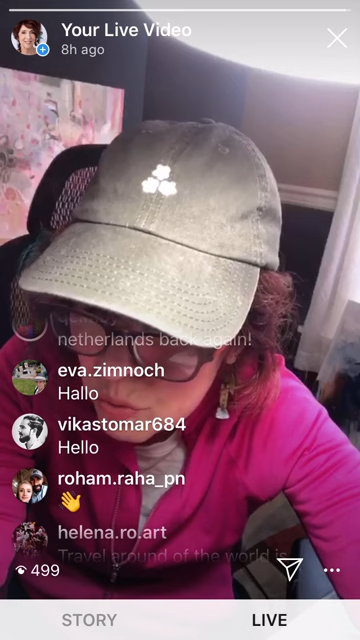 Your Live Video
8h ago
netherlands back again!
eva.zimnoch
Hallo
vikastomar684
Hello
roham.raha_pn
👋
helena.ro.art
Travel around of the world is
499
STORY
LIVE